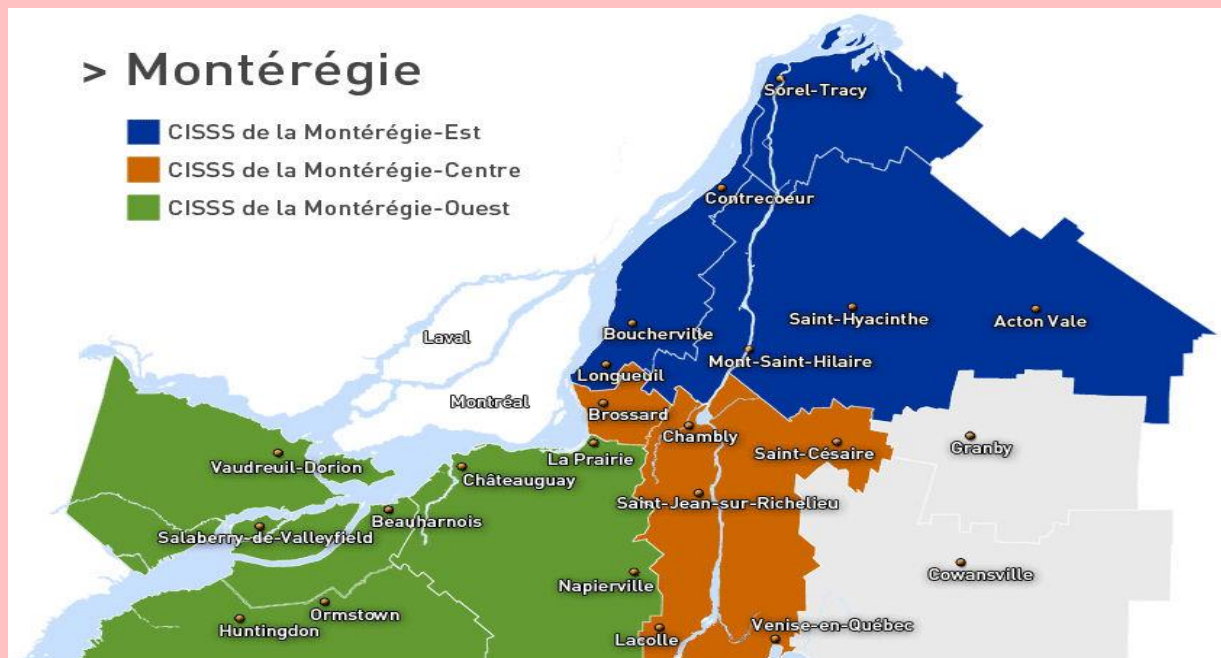 > Montérégie
CISSS de la Montérégie-Est
CISSS de la Montérégie-Centre
CISSS de la Montérégie-Ouest
Sorel-Tracy
Contrecoeur
Saint-Hyacinthe
Acton Vale
Boucherville
Laval
Mont-Saint-Hilaire
Longueuil
Montréal
Brossard
Chambly
Granby
La Prairie
Saint-Césaire
Vaudreuil-Dorion
Châteauguay
Saint-Jean-sur-Richelieu
Beauharnois
Salaberry-de-Valleyfield
Cowansville
Napierville
Ormstown
Huntingdon
Venise-en-Québec
Lacolle